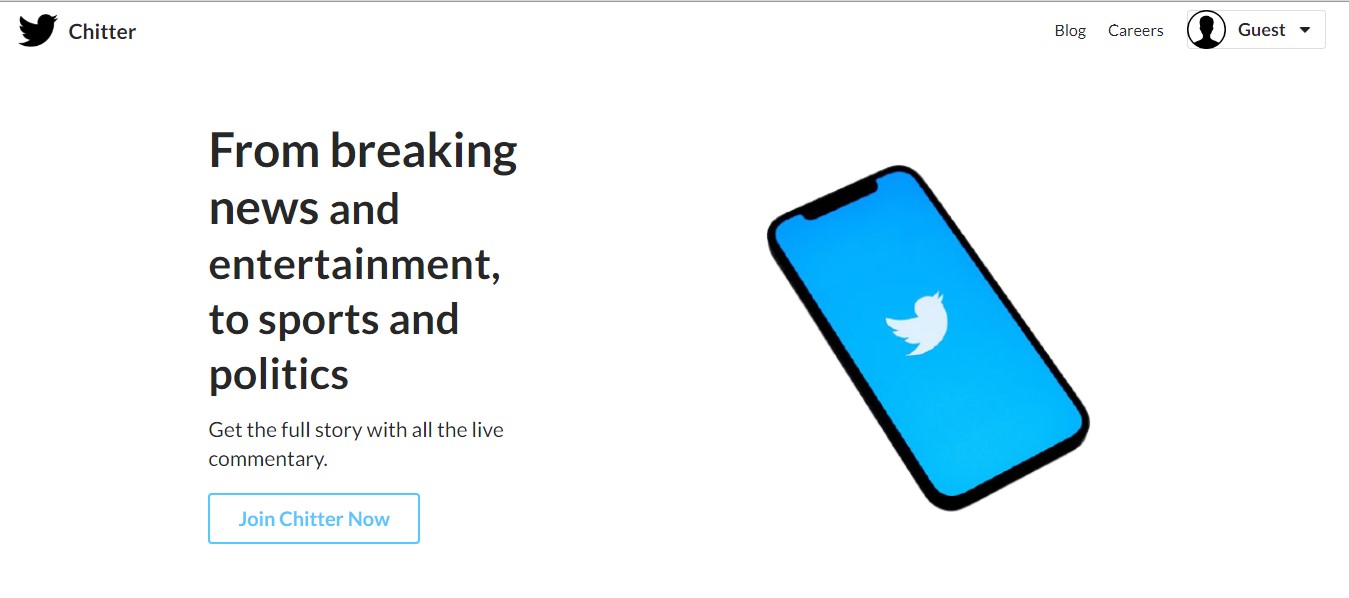 Chitter
Blog
Careers
Guest
From breaking
news and
entertainment,
to sports and
politics
Get the full story with all the live
commentary.
Join Chitter Now